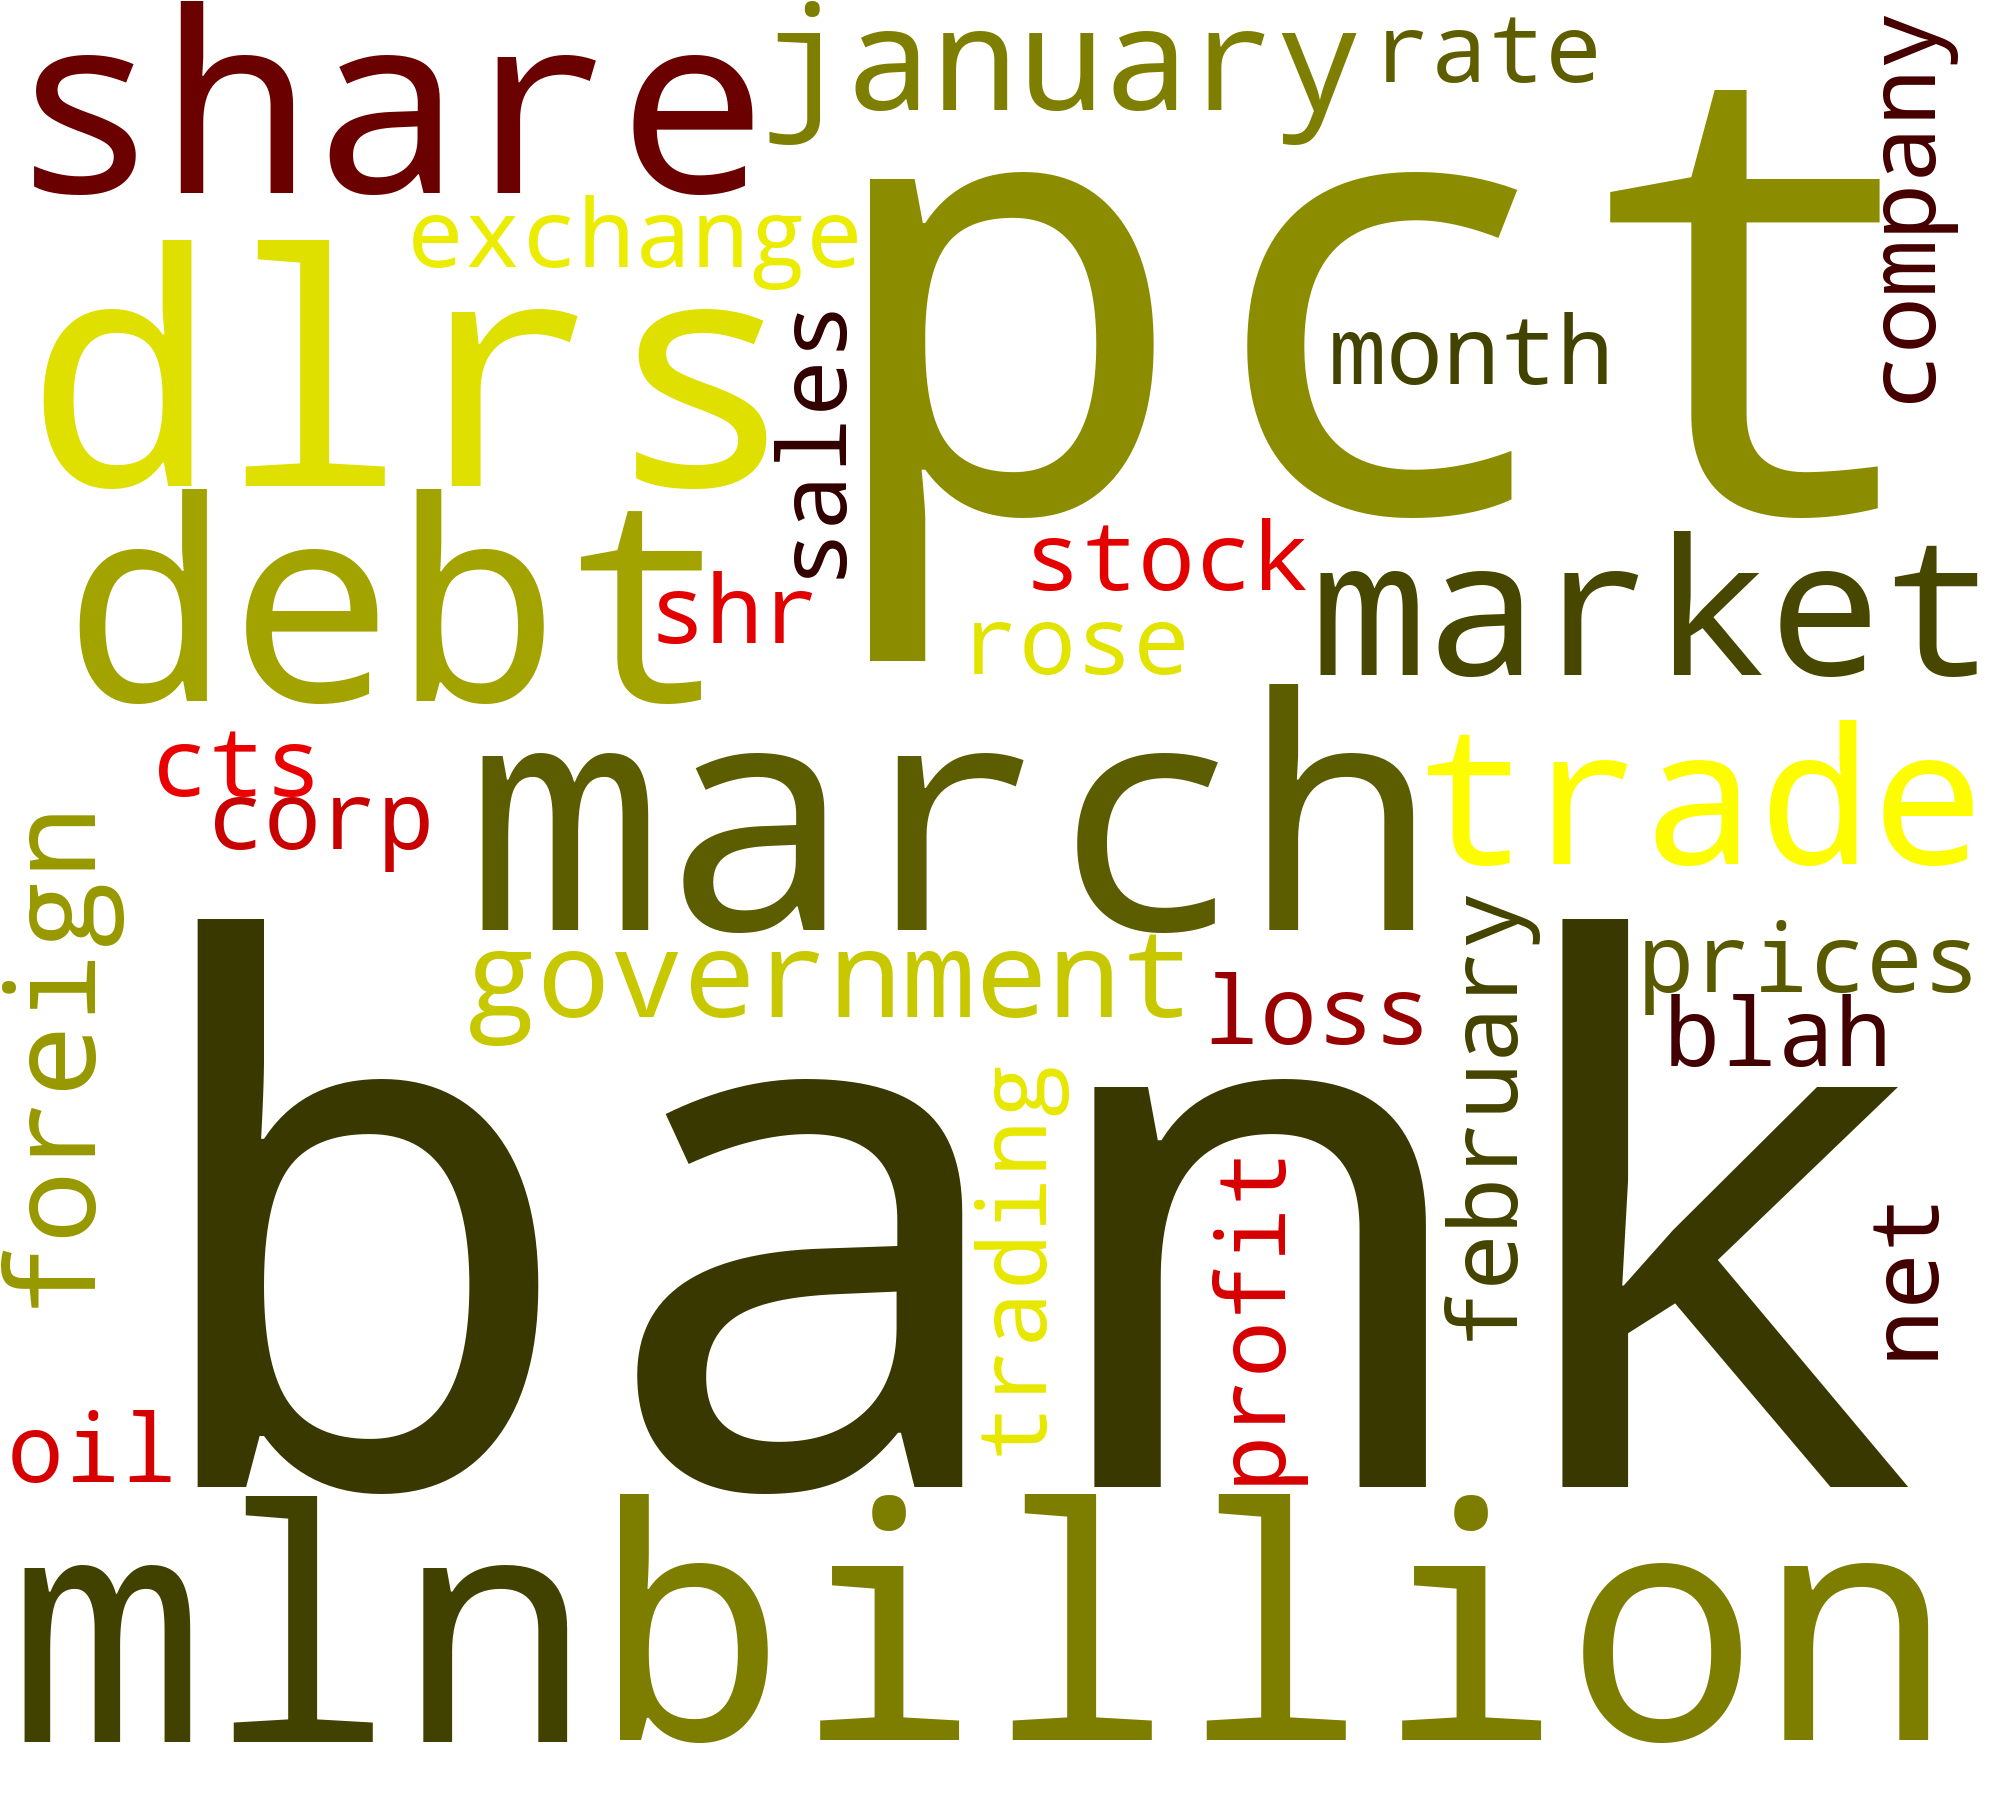 share
january
rate
company
exchange
pct
dlrs
month
sales
debt
stock
market
shr
rose
cts
corp
march
trade
foreign
government
february
prices
loss
blah
bank
trading
profit
net
oil
mln
billion